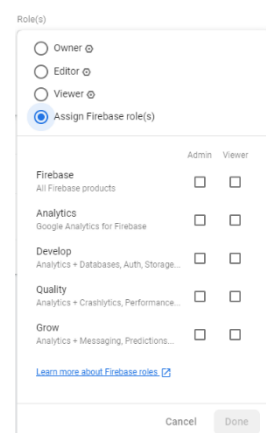 Role(s)
Owner
Editor
Viewer
Assign Firebase role(s)
Admin Viewer
Firebase
All Firebase products
Analytics
Google Analytics for Firebase
Develop
Analytics + Databases, Auth, Storage...
Quality
Analytics + Crashlytics, Performance...
Grow
Analytics + Messaging, Predictions...
Learn more about Firebase roles
Cancel Done